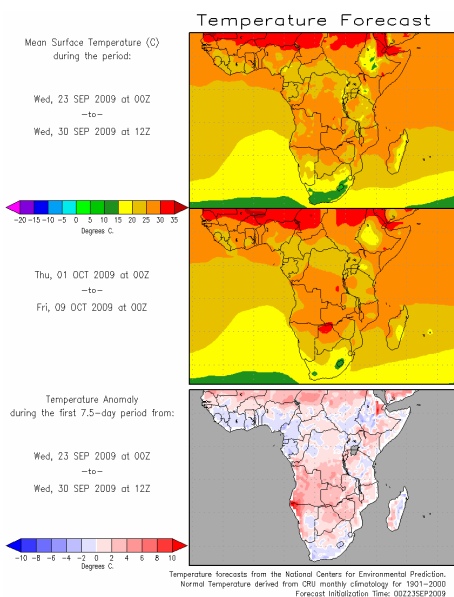 Temperature Forecast
Mean Surface Temperature (C)
during the period:
Wed, 23 SEP 2009 at 00Z
-to-
Wed, 30 SEP 2009 at 12Z
-20 -15 -10 -5 0 5 10 15 20 25 30 35
Degrees C.
Thu, 01 OCT 2009 at 00Z
-to-
Fri, 09 OCT 2009 at 00Z
Temperature Anomaly
during the first 7.5-day period from:
Wed, 23 SEP 2009 at 00Z
-to-
Wed, 30 SEP 2009 at 12Z
-10 -8 -6 -4 -2 0 2 4 6 8 10
Degrees C.
Temperature forecasts from the National Centers for Environmental Prediction.
Normal Temperature derived from CRU monthly climatology for 1901-2000
Forecast Initialization Time: 00Z23SEP2009